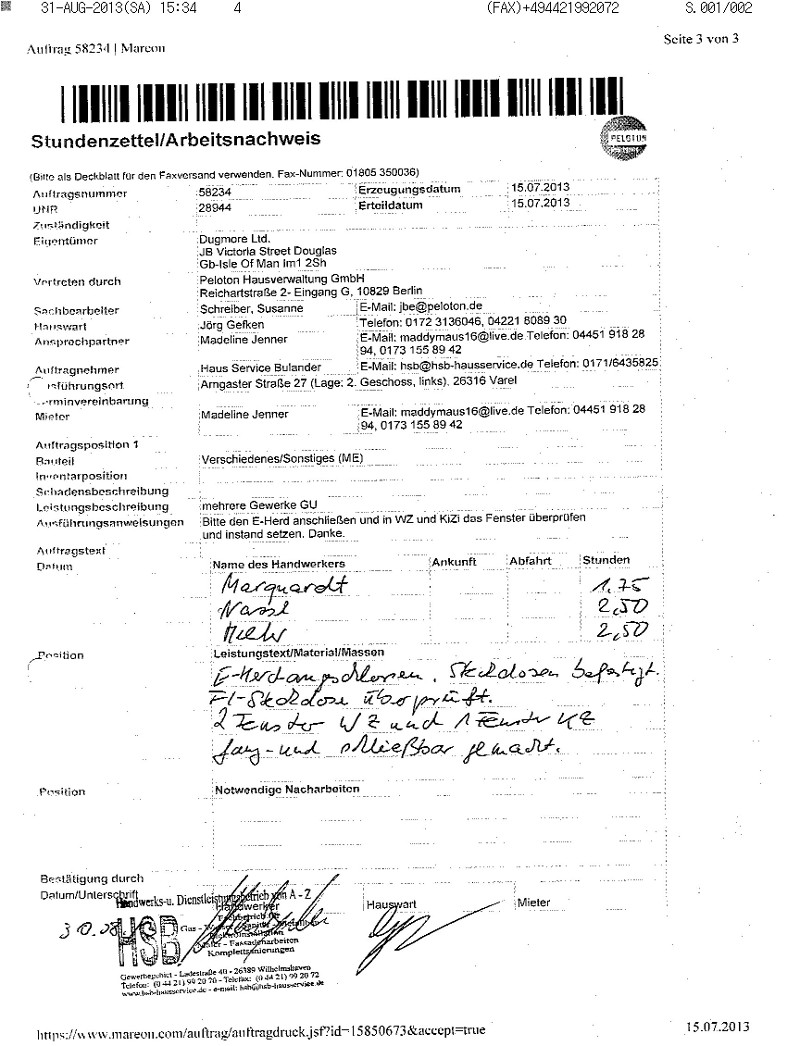 31-AUG-2013(SA) 15:34 4 (FAX)+494421992072 S. 001/002
Auftrag 58234 | Mareon Seite 3 von 3
PELOTON
Stundenzettel/Arbeitsnachweis
(Bitte als Deckblatt für den Faxversand verwenden. Fax-Nummer: 01805 350036)
Auftragsnummer 58234 Erzeugungsdatum 15.07.2013
UNR 28944 Erteildatum 15.07.2013
Zuständigkeit
Eigentümer Dugmore Ltd.
JB Victoria Street Douglas
Gb-Isle Of Man Im1 2Sh
Vertreten durch Peloton Hausverwaltung GmbH
Reichartstraße 2- Eingang G, 10829 Berlin
Sachbearbeiter Schreiber, Susanne E-Mail: jbe@peloton.de
Hauswart Jörg Gefken Telefon: 0172 3136046, 04221 8089 30
Ansprechpartner Madeline Jenner E-Mail: maddymaus16@live.de Telefon: 04451 918 28
94, 0173 155 89 42
Auftragnehmer Haus Service Bulander E-Mail: hsb@hsb-hausservice.de Telefon: 0171/6435825
usführungsort Arngaster Straße 27 (Lage: 2. Geschoss, links), 26316 Varel
erminvereinbarung
Mieter Madeline Jenner E-Mail: maddymaus16@live.de Telefon: 04451 918 28
94, 0173 155 89 42
Auftragsposition 1
Bauteil Verschiedenes/Sonstiges (ME)
Inventarposition
Schadensbeschreibung
Leistungsbeschreibung mehrere Gewerke GU
Ausführungsanweisungen Bitte den E-Herd anschließen und in WZ und KiZi das Fenster überprüfen
und instand setzen. Danke.
Auftragstext
Datum Name des Handwerkers Ankunft Abfahrt Stunden
Marquardt 1,75
2,50
2,50
Position Leistungstext/Material/Massen
E-Herd angeschlossen. Steckdosen befestigt.
FI-Steckdose überprüft.
2 Fenster WZ und 1 Fenster KZ
gang- und schließbar gemacht.
Position Notwendige Nacharbeiten
Bestätigung durch
Datum/Unterschrift Handwerks-u. Dienstleistungsbetrieb von A - Z
Handwerker Hauswart Mieter
30.08
HSB
Fachbetrieb für
- Fassadenarbeiten
Komplettsanierungen
Gewerbegebiet - Ladestraße 40 - 26389 Wilhelmshaven
Telefon: (0 44 21) 99 20 70 - Telefax: (0 44 21) 99 20 72
www.hsb-hausservice.de - e-mail: hsb@hsb-hausservice.de
https://www.mareon.com/auftrag/auftragdruck.jsf?id=15850673&accept=true 15.07.2013